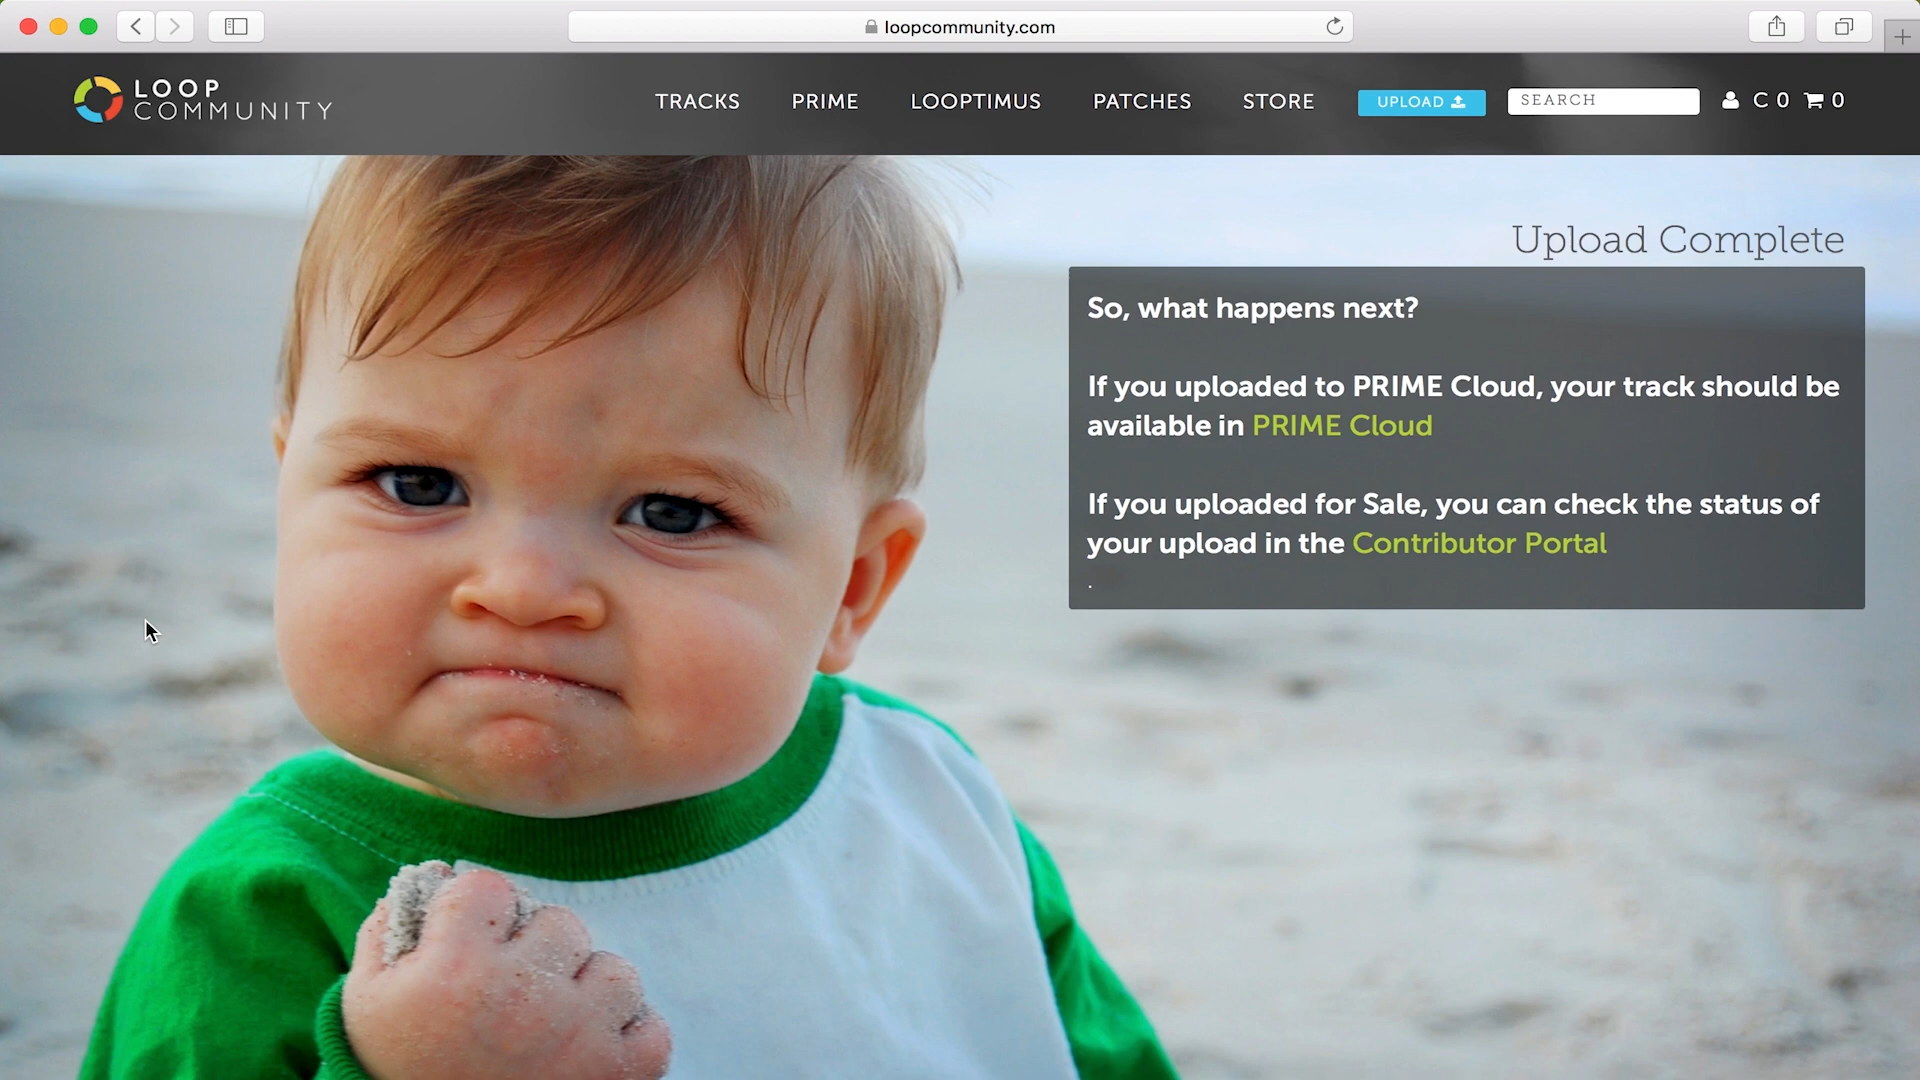 loopcommunity.com
LOOP
COMMUNITY
TRACKS
PRIME
LOOPTIMUS
PATCHES
STORE
UPLOAD
SEARCH
C 0
0
Upload Complete
So, what happens next?
If you uploaded to PRIME Cloud, your track should be
available in PRIME Cloud
If you uploaded for Sale, you can check the status of
your upload in the Contributor Portal
.